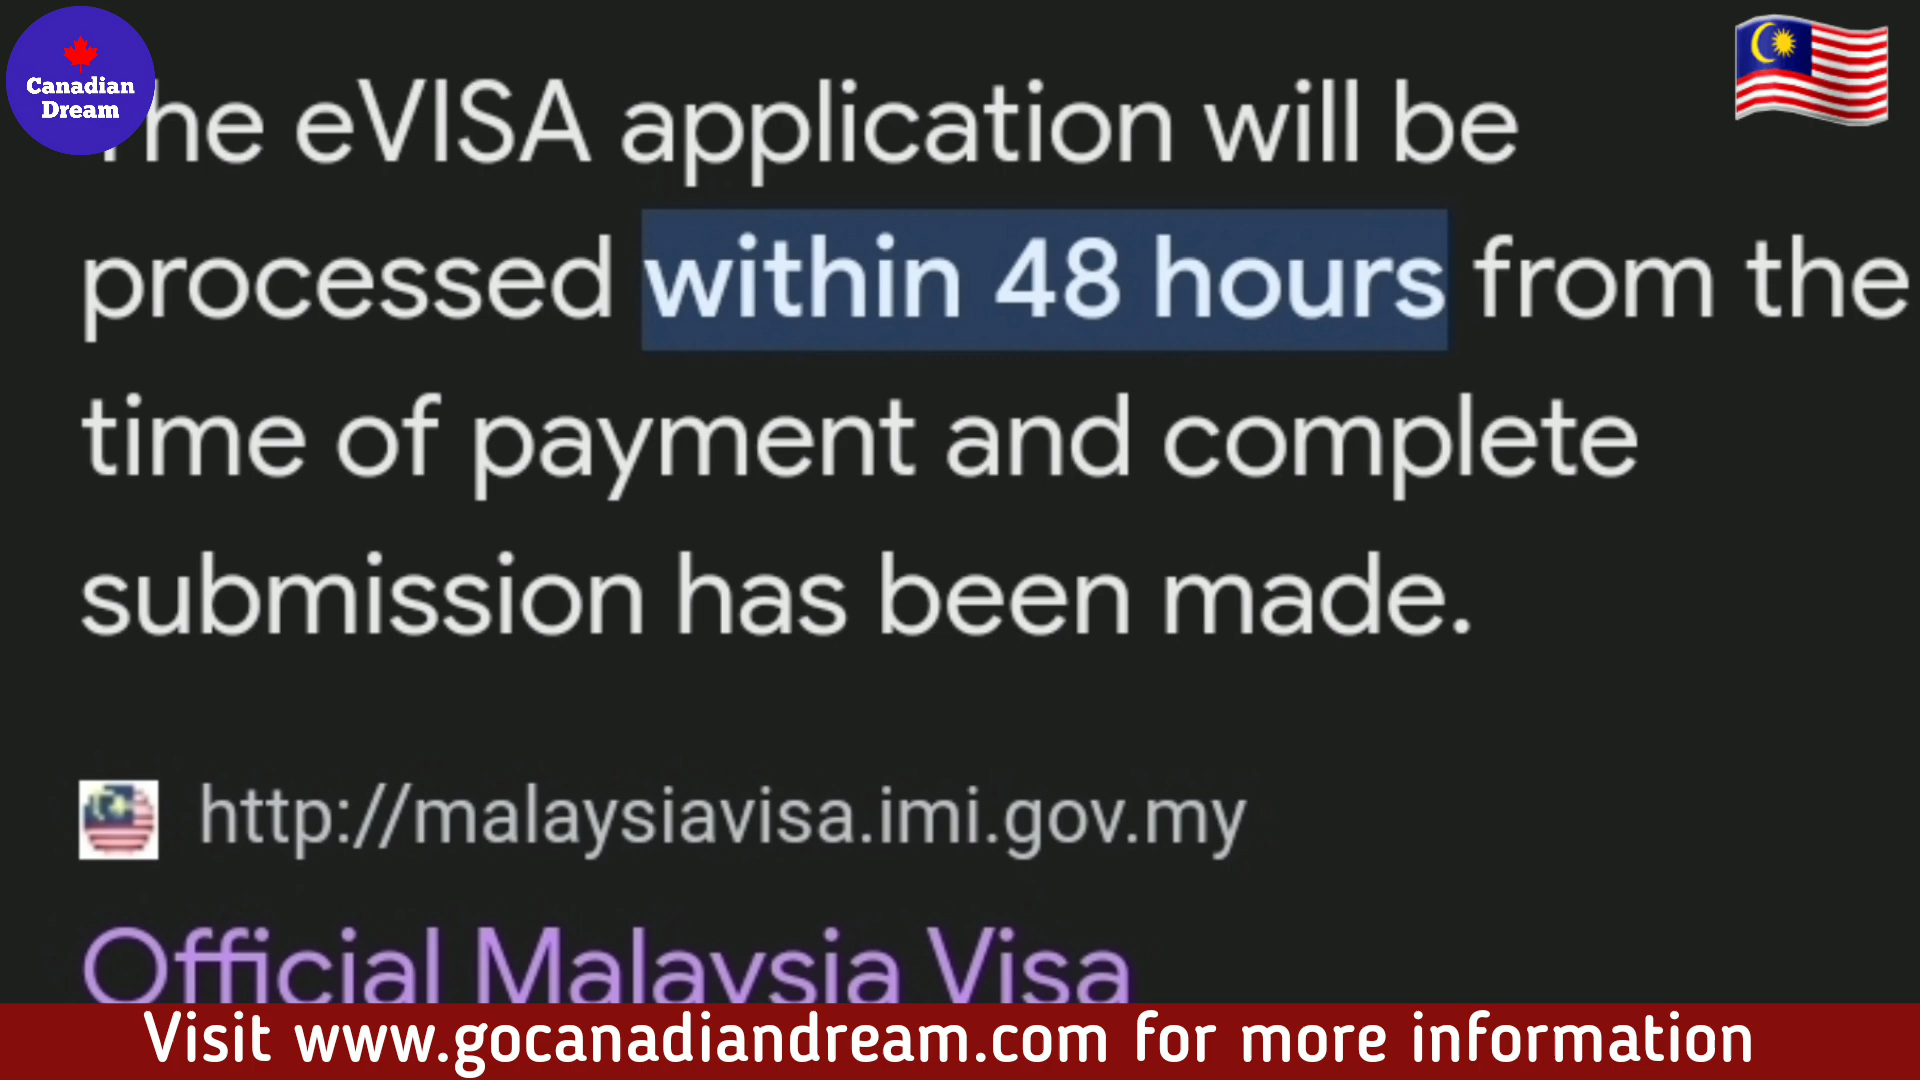 Canadian
Dream
The eVISA application will be
processed within 48 hours from the
time of payment and complete
submission has been made.
http://malaysiavisa.imi.gov.my
Official Malaysia Visa
Visit www.gocanadiandream.com for more information